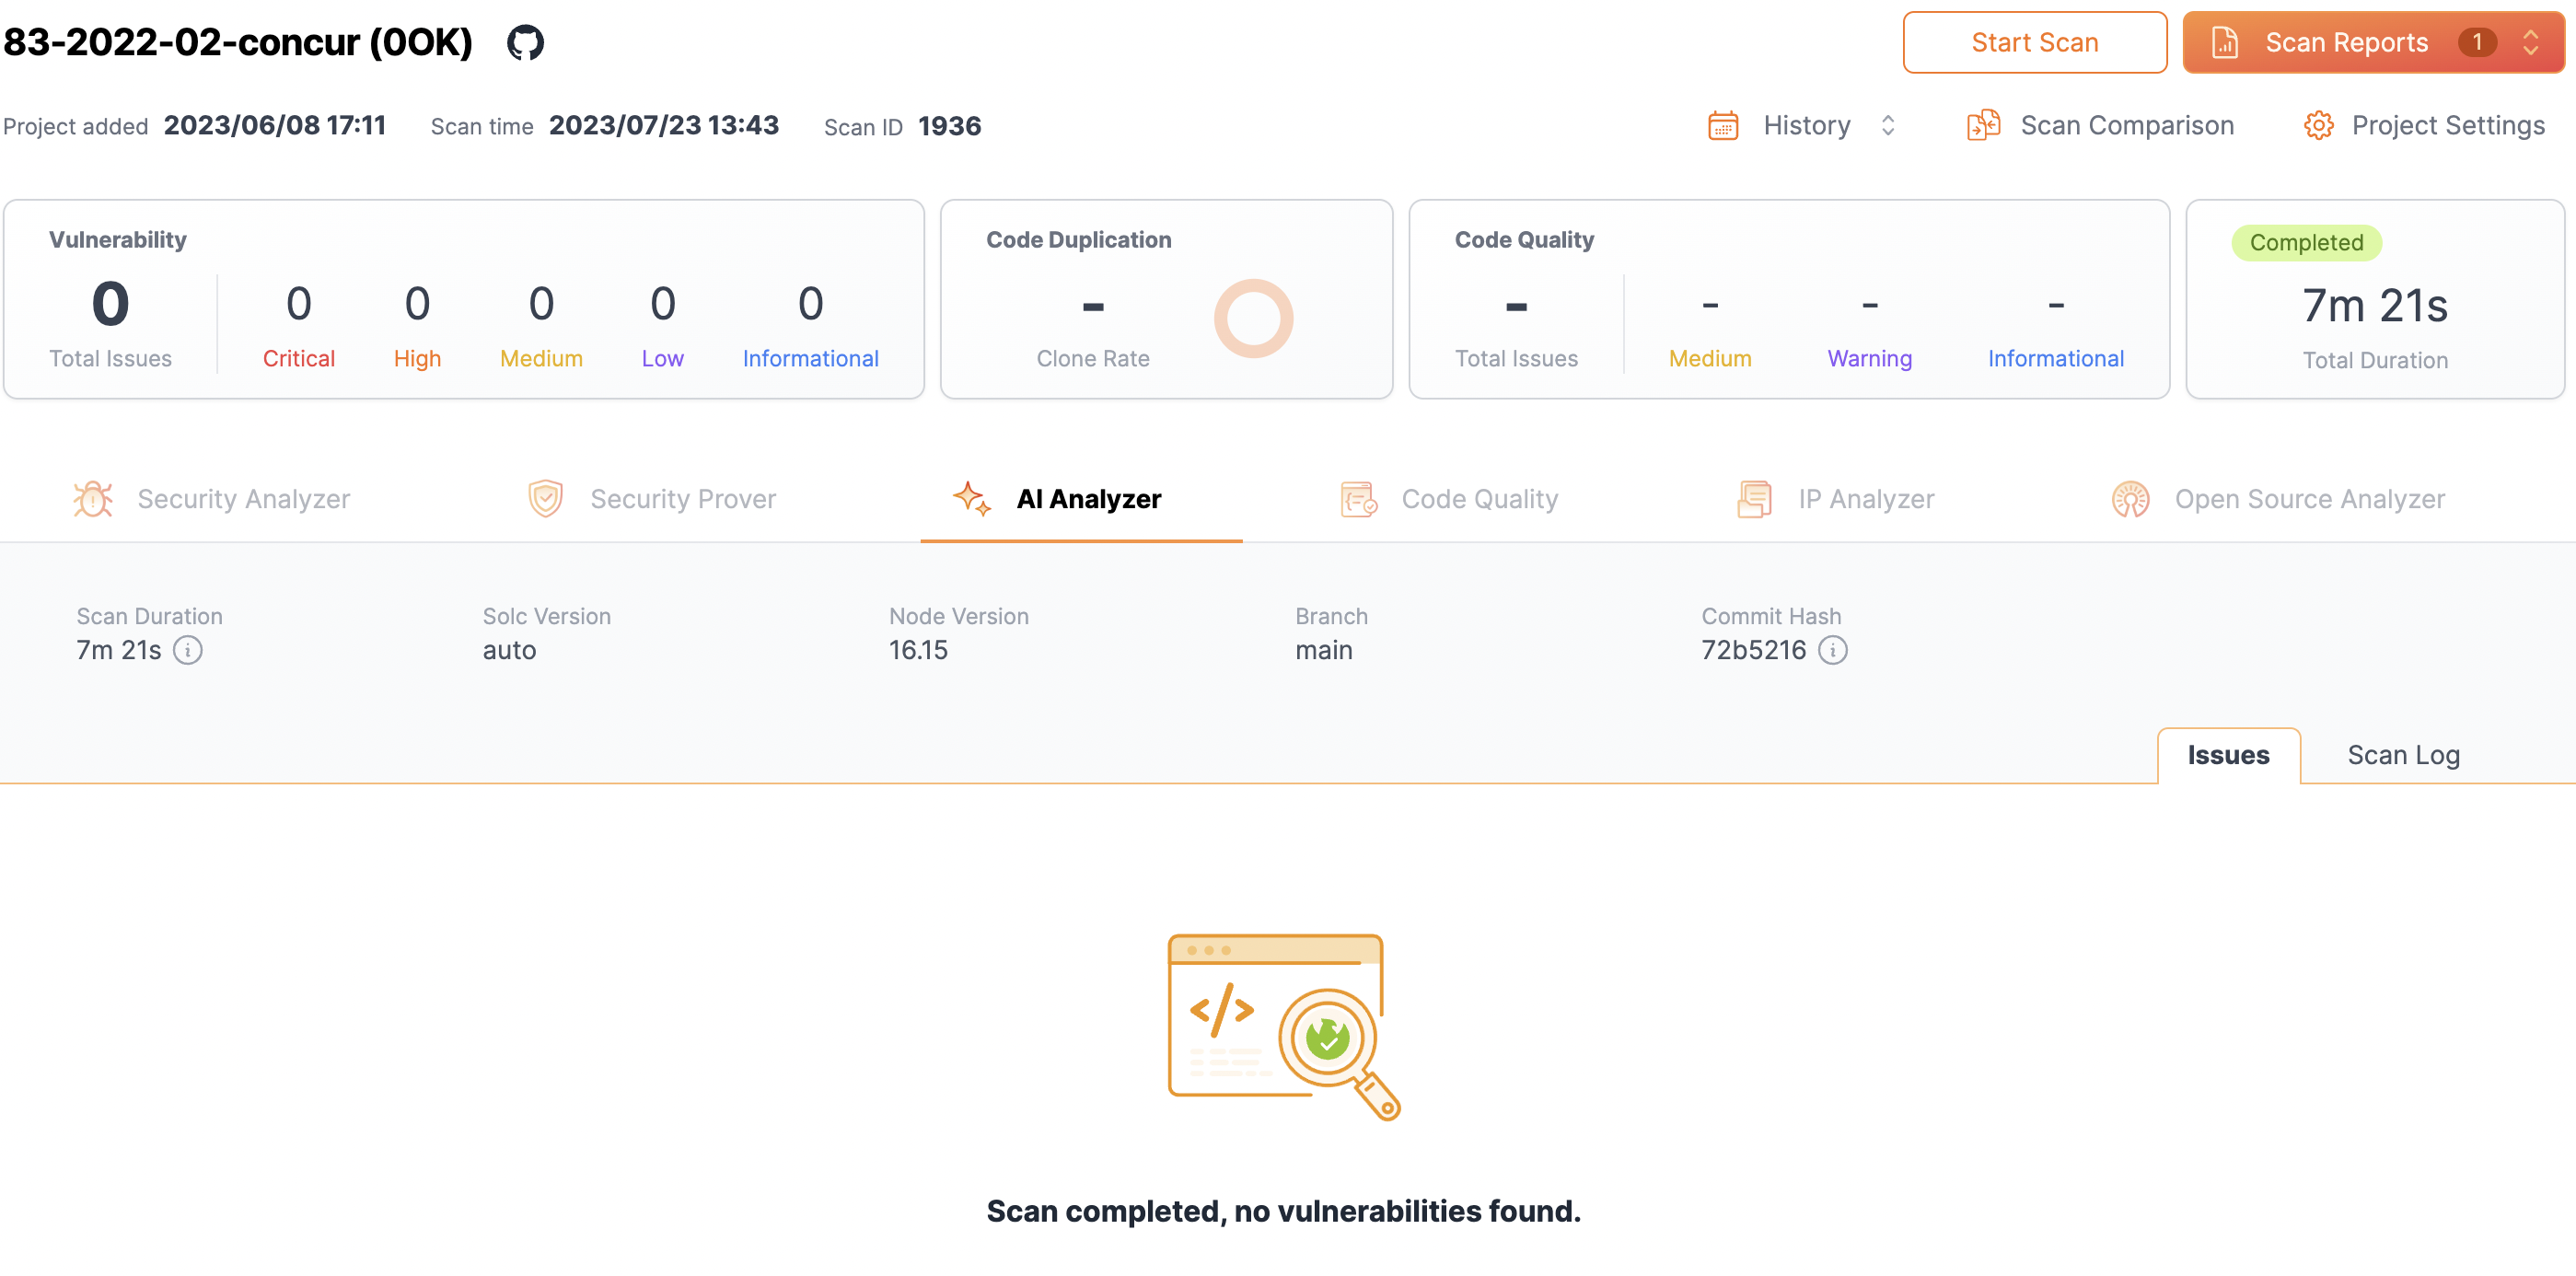 83-2022-02-concur (0OK)
Start Scan
Scan Reports 1
Project added 2023/06/08 17:11 Scan time 2023/07/23 13:43 Scan ID 1936
History Scan Comparison Project Settings
Vulnerability
0 0 0 0 0 0
Total Issues Critical High Medium Low Informational
Code Duplication
-
Clone Rate
Code Quality
- - - -
Total Issues Medium Warning Informational
Completed
7m 21s
Total Duration
Security Analyzer Security Prover AI Analyzer Code Quality IP Analyzer Open Source Analyzer
Scan Duration Solc Version Node Version Branch Commit Hash
7m 21s auto 16.15 main 72b5216
Issues Scan Log
</>
Scan completed, no vulnerabilities found.